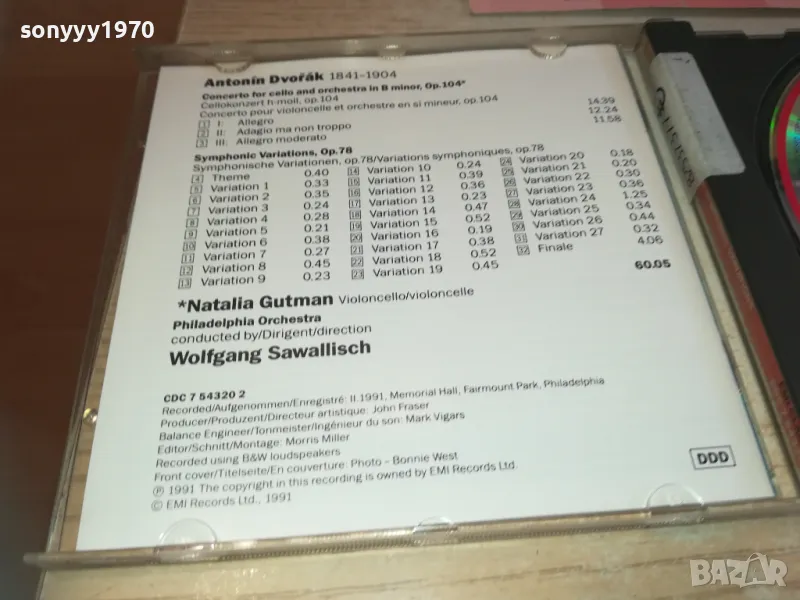 sonyyy1970
Antonín Dvořák 1841-1904
Concerto for cello and orchestra in B minor, Op.104*
Cellokonzert h-moll, op.104
Concerto pour violoncelle et orchestre en si mineur, op.104
1 I: Allegro 14.39
2 II: Adagio ma non troppo 12.24
3 III: Allegro moderato 11.58
Symphonic Variations, Op.78
Symphonische Variationen, op.78/Variations symphoniques, op.78
4 Theme 0.40
5 Variation 1 0.33
6 Variation 2 0.35
7 Variation 3 0.24
8 Variation 4 0.28
9 Variation 5 0.21
10 Variation 6 0.38
11 Variation 7 0.27
12 Variation 8 0.45
13 Variation 9 0.23
14 Variation 10 0.24
15 Variation 11 0.39
16 Variation 12 0.36
17 Variation 13 0.23
18 Variation 14 0.47
19 Variation 15 0.52
20 Variation 16 0.19
21 Variation 17 0.38
22 Variation 18 0.52
23 Variation 19 0.45
24 Variation 20 0.18
25 Variation 21 0.20
26 Variation 22 0.30
27 Variation 23 0.36
28 Variation 24 1.25
29 Variation 25 0.34
30 Variation 26 0.44
31 Variation 27 0.32
32 Finale 4.06
60.05
*Natalia Gutman Violoncello/violoncelle
Philadelphia Orchestra
conducted by/Dirigent/direction
Wolfgang Sawallisch
CDC 7 54320 2
Recorded/Aufgenommen/Enregistré: II.1991, Memorial Hall, Fairmount Park, Philadelphia
Producer/Produzent/Directeur artistique: John Fraser
Balance Engineer/Tonmeister/Ingénieur du son: Mark Vigars
Editor/Schnitt/Montage: Morris Miller
Recorded using B&W loudspeakers
Front cover/Titelseite/En couverture: Photo - Bonnie West
℗ 1991 The copyright in this recording is owned by EMI Records Ltd.
© EMI Records Ltd., 1991
DDD
BAZAR